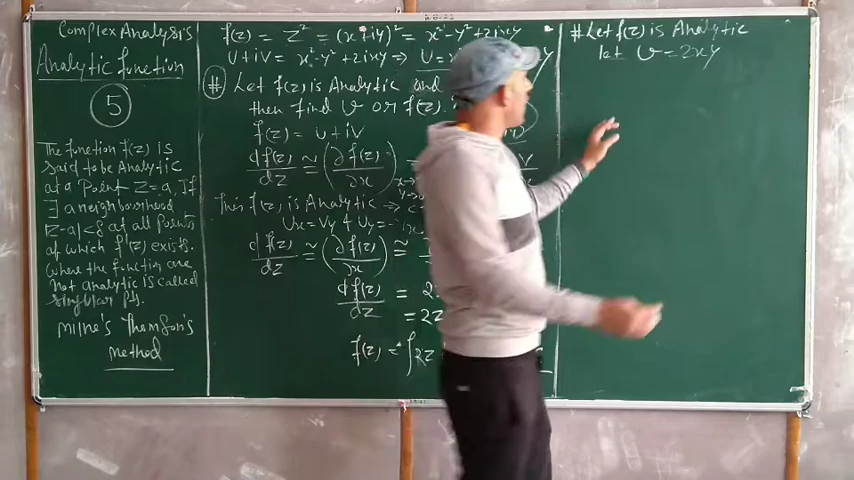 Complex Analysis
Analytic function
5
The function f(z) is
said to be Analytic
at a Point z=a, If
∃ a neighbourhood
|z-a|<δ at all Points
of which f'(z) exists.
where the function are
not analytic is called
singular Pts.
Milne's Thomson's
method
f(z) = z² = (x+iy)² = x²-y²+2ixy
U+iV = x²-y²+2ixy ⇒ U=
# Let f(z) is Analytic and
then find V or f(z).
f(z) = U+iV
df(z)/dz ≅ (∂f(z)/∂x)
f(z) is Analytic →
Ux=Vy & Uy=-
df(z)/dz ≅ (∂f(z)/∂x) ≅
df(z)/dz = 2
= 2z
f(z) = ∫2z
# Let f(z) is Analytic
let V=2xy